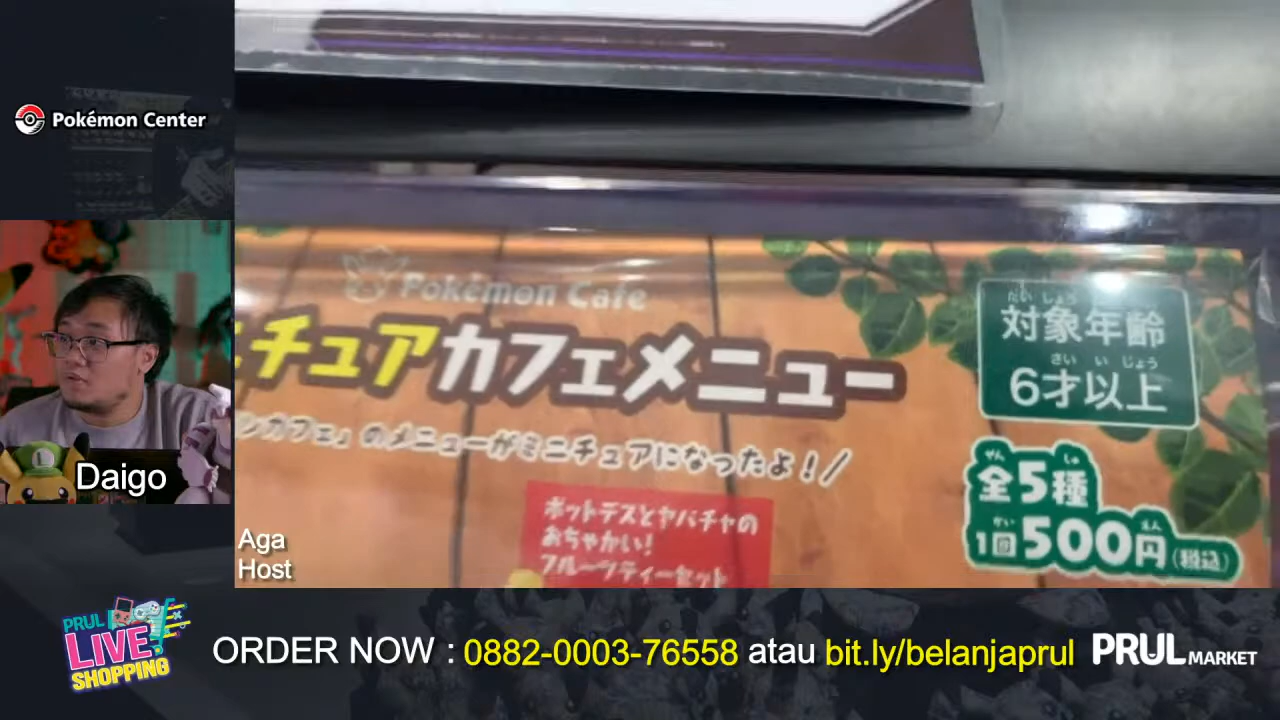 Pokémon Center
Pokémon Cafe
チュアカフェメニュー
ンカフェ」のメニューがミニチュアになったよ!/
たいしょう
対象年齢
さい い じょう
6才以上
ぜん しゅ
全5種
かい えん
1回500円(税込)
ポットデスとヤバチャの
おちゃかい!
フルーツティーセット
Daigo
Aga
Host
PRUL
LIVE!
SHOPPING
ORDER NOW : 0882-0003-76558 atau bit.ly/belanjaprul
PRUL MARKET